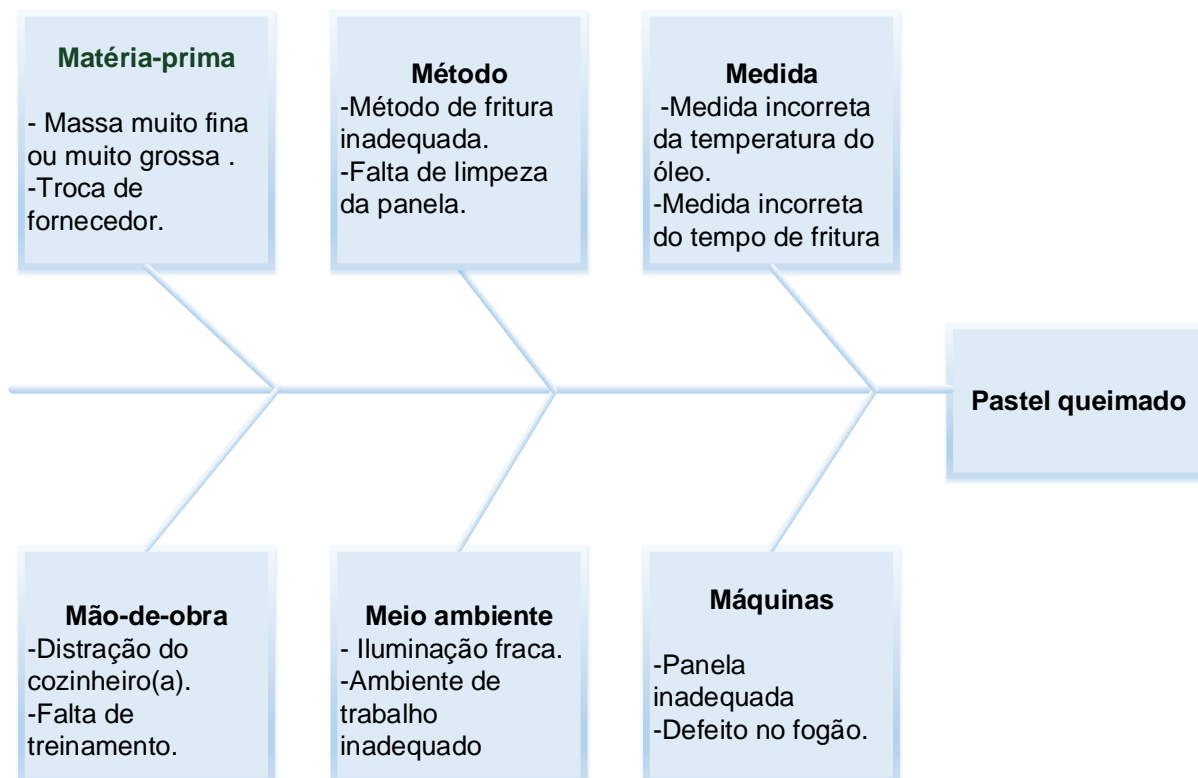 Matéria-prima
- Massa muito fina
ou muito grossa .
-Troca de
fornecedor.
Método
-Método de fritura
inadequada.
-Falta de limpeza
da panela.
Medida
-Medida incorreta
da temperatura do
óleo.
-Medida incorreta
do tempo de fritura
Pastel queimado
Mão-de-obra
-Distração do
cozinheiro(a).
-Falta de
treinamento.
Meio ambiente
- Iluminação fraca.
-Ambiente de
trabalho
inadequado
Máquinas
-Panela
inadequada
-Defeito no fogão.